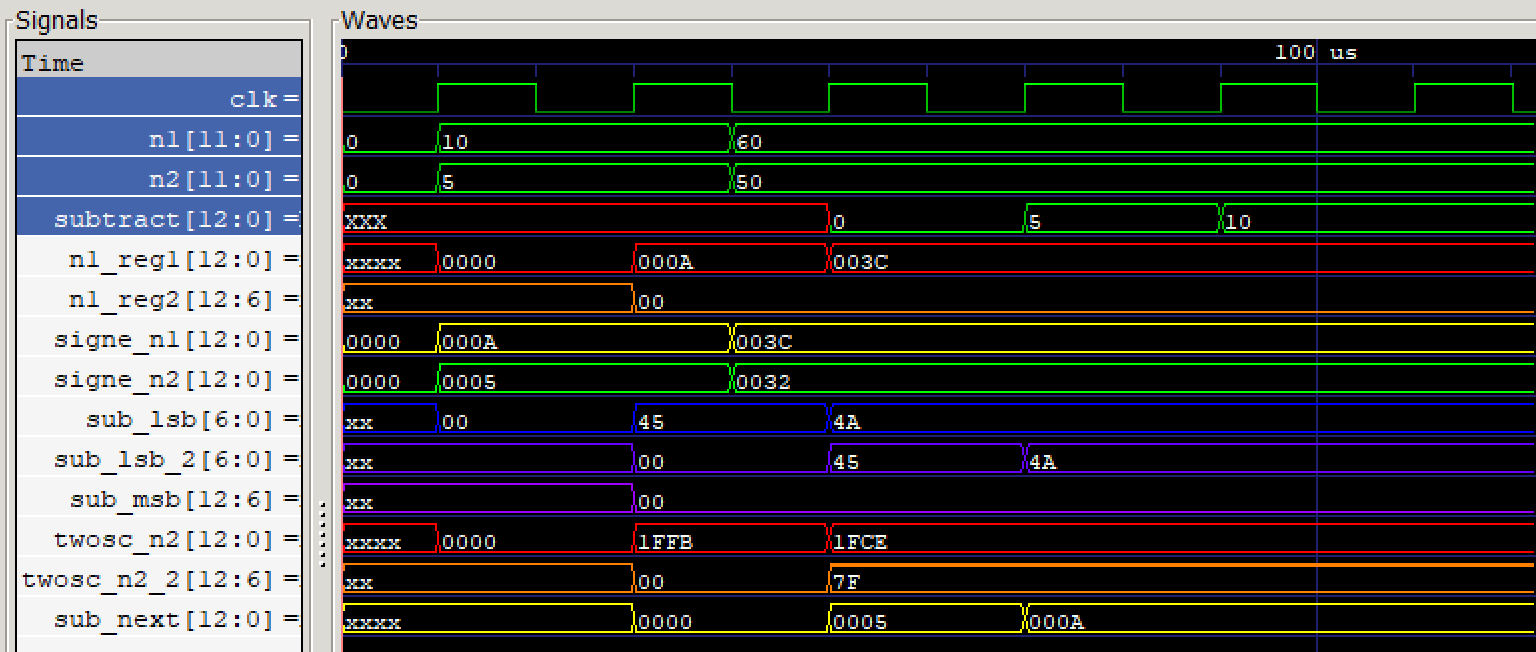 Signals Waves
Time 0 100 us
clk =
n1[11:0] = 0 10 60
n2[11:0] = 0 5 50
subtract[12:0] = XXX 0 5 10
n1_reg1[12:0] = xxxx 0000 000A 003C
n1_reg2[12:6] = xx 00
signe_n1[12:0] = 0000 000A 003C
signe_n2[12:0] = 0000 0005 0032
sub_lsb[6:0] = xx 00 45 4A
sub_lsb_2[6:0] = xx 00 45 4A
sub_msb[12:6] = xx 00
twosc_n2[12:0] = xxxx 0000 1FFB 1FCE
twosc_n2_2[12:6] = xx 00 7F
sub_next[12:0] = xxxx 0000 0005 000A